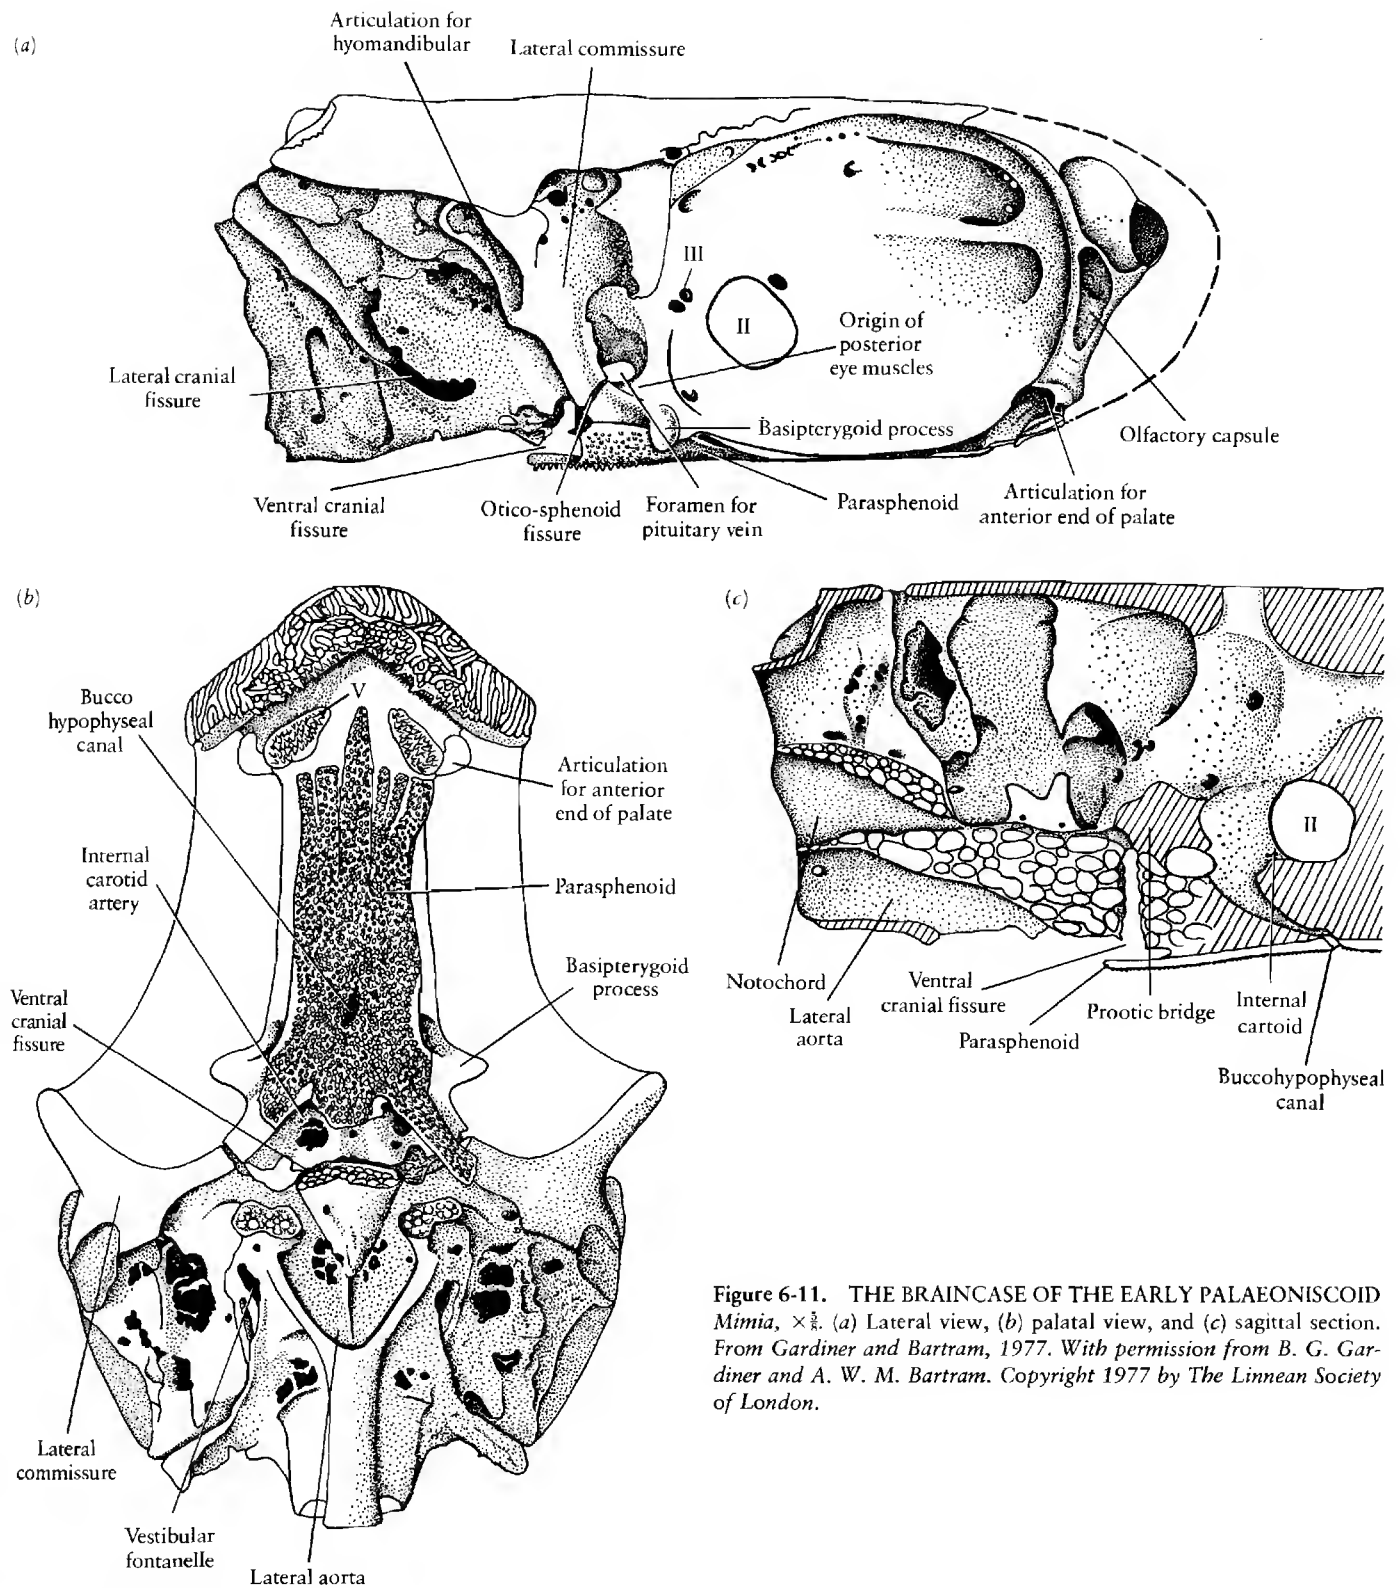 (a)
Articulation for
hyomandibular
Lateral commissure
III
II
Origin of
posterior
eye muscles
Lateral cranial
fissure
Basipterygoid process
Olfactory capsule
Ventral cranial
fissure
Otico-sphenoid
fissure
Foramen for
pituitary vein
Parasphenoid
Articulation for
anterior end of palate
(b)
V
Bucco
hypophyseal
canal
Articulation
for anterior
end of palate
Internal
carotid
artery
Parasphenoid
Basipterygoid
process
Ventral
cranial
fissure
Lateral
commissure
Vestibular
fontanelle
Lateral aorta
(c)
II
Notochord
Lateral
aorta
Ventral
cranial fissure
Parasphenoid
Prootic bridge
Internal
cartoid
Buccohypophyseal
canal
Figure 6-11. THE BRAINCASE OF THE EARLY PALAEONISCOID
Mimia, ×. (a) Lateral view, (b) palatal view, and (c) sagittal section.
From Gardiner and Bartram, 1977. With permission from B. G. Gar-
diner and A. W. M. Bartram. Copyright 1977 by The Linnean Society
of London.